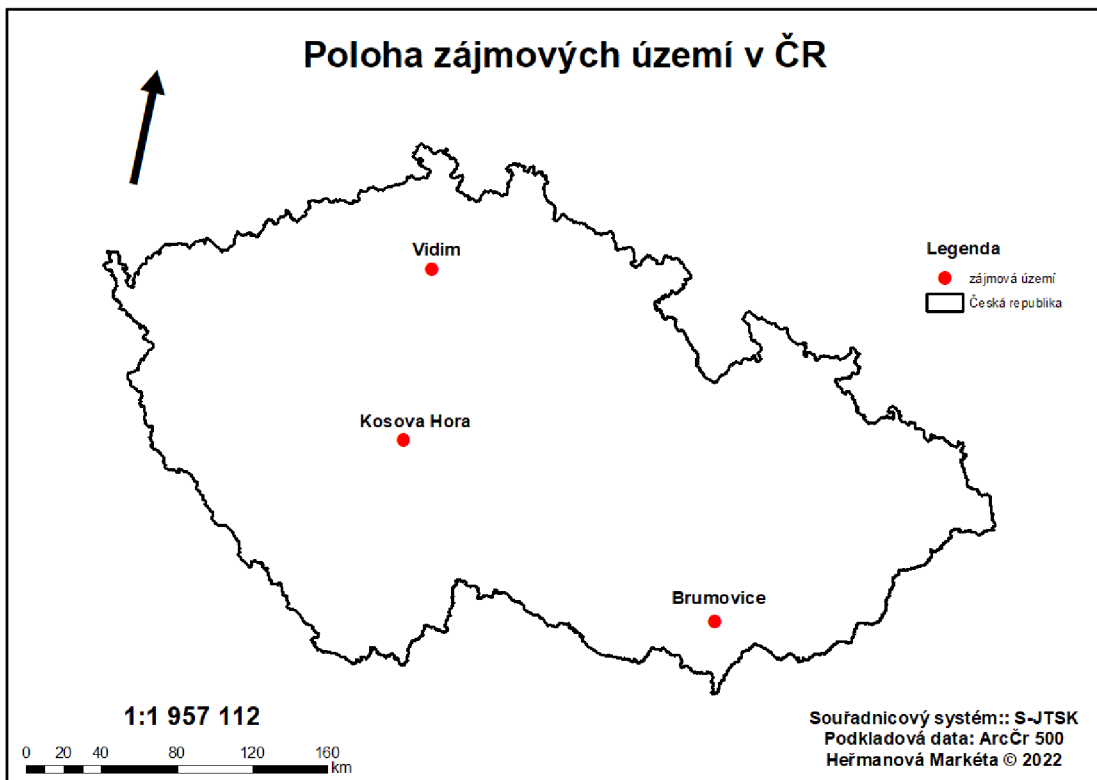 Poloha zájmových území v ČR
Vidim
Legenda
zájmová území
Česká republika
Kosova Hora
Brumovice
1:1 957 112
0 20 40 80 120 160
km
Souřadnicový systém:: S-JTSK
Podkladová data: ArcČr 500
Heřmanová Markéta © 2022